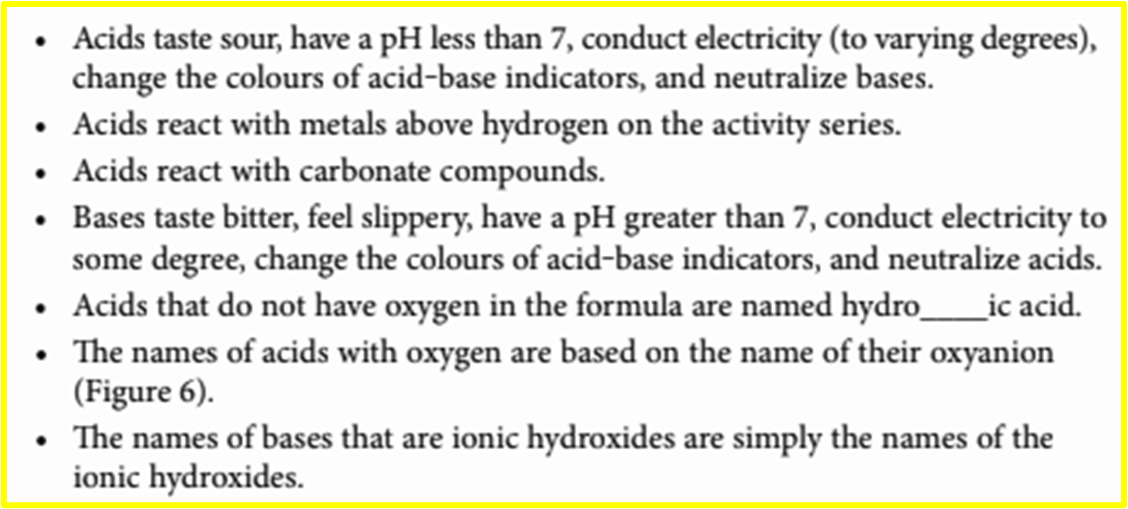 • Acids taste sour, have a pH less than 7, conduct electricity (to varying degrees),
change the colours of acid-base indicators, and neutralize bases.
• Acids react with metals above hydrogen on the activity series.
• Acids react with carbonate compounds.
• Bases taste bitter, feel slippery, have a pH greater than 7, conduct electricity to
some degree, change the colours of acid-base indicators, and neutralize acids.
• Acids that do not have oxygen in the formula are named hydro____ic acid.
• The names of acids with oxygen are based on the name of their oxyanion
(Figure 6).
• The names of bases that are ionic hydroxides are simply the names of the
ionic hydroxides.